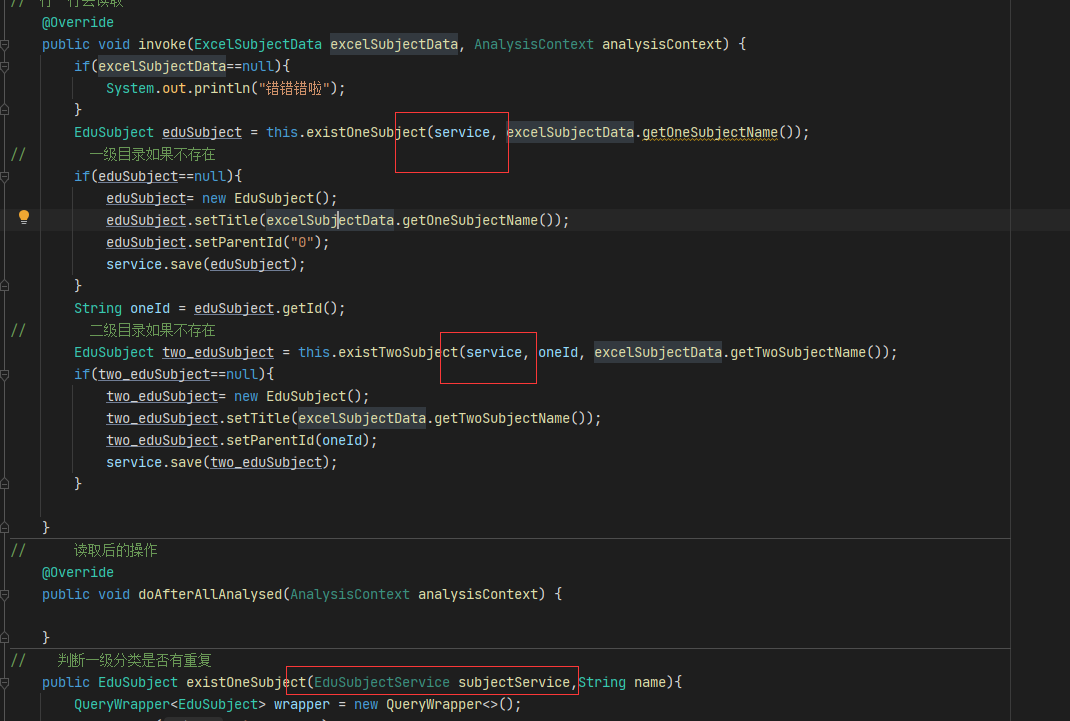 // 行一行去读取
@Override
public void invoke(ExcelSubjectData excelSubjectData, AnalysisContext analysisContext) {
if(excelSubjectData==null){
System.out.println("错错错啦");
}
EduSubject eduSubject = this.existOneSubject(service, excelSubjectData.getOneSubjectName());
// 一级目录如果不存在
if(eduSubject==null){
eduSubject= new EduSubject();
eduSubject.setTitle(excelSubjectData.getOneSubjectName());
eduSubject.setParentId("0");
service.save(eduSubject);
}
String oneId = eduSubject.getId();
// 二级目录如果不存在
EduSubject two_eduSubject = this.existTwoSubject(service, oneId, excelSubjectData.getTwoSubjectName());
if(two_eduSubject==null){
two_eduSubject= new EduSubject();
two_eduSubject.setTitle(excelSubjectData.getTwoSubjectName());
two_eduSubject.setParentId(oneId);
service.save(two_eduSubject);
}
}
// 读取后的操作
@Override
public void doAfterAllAnalysed(AnalysisContext analysisContext) {
}
// 判断一级分类是否有重复
public EduSubject existOneSubject(EduSubjectService subjectService,String name){
QueryWrapper<EduSubject> wrapper = new QueryWrapper<>();